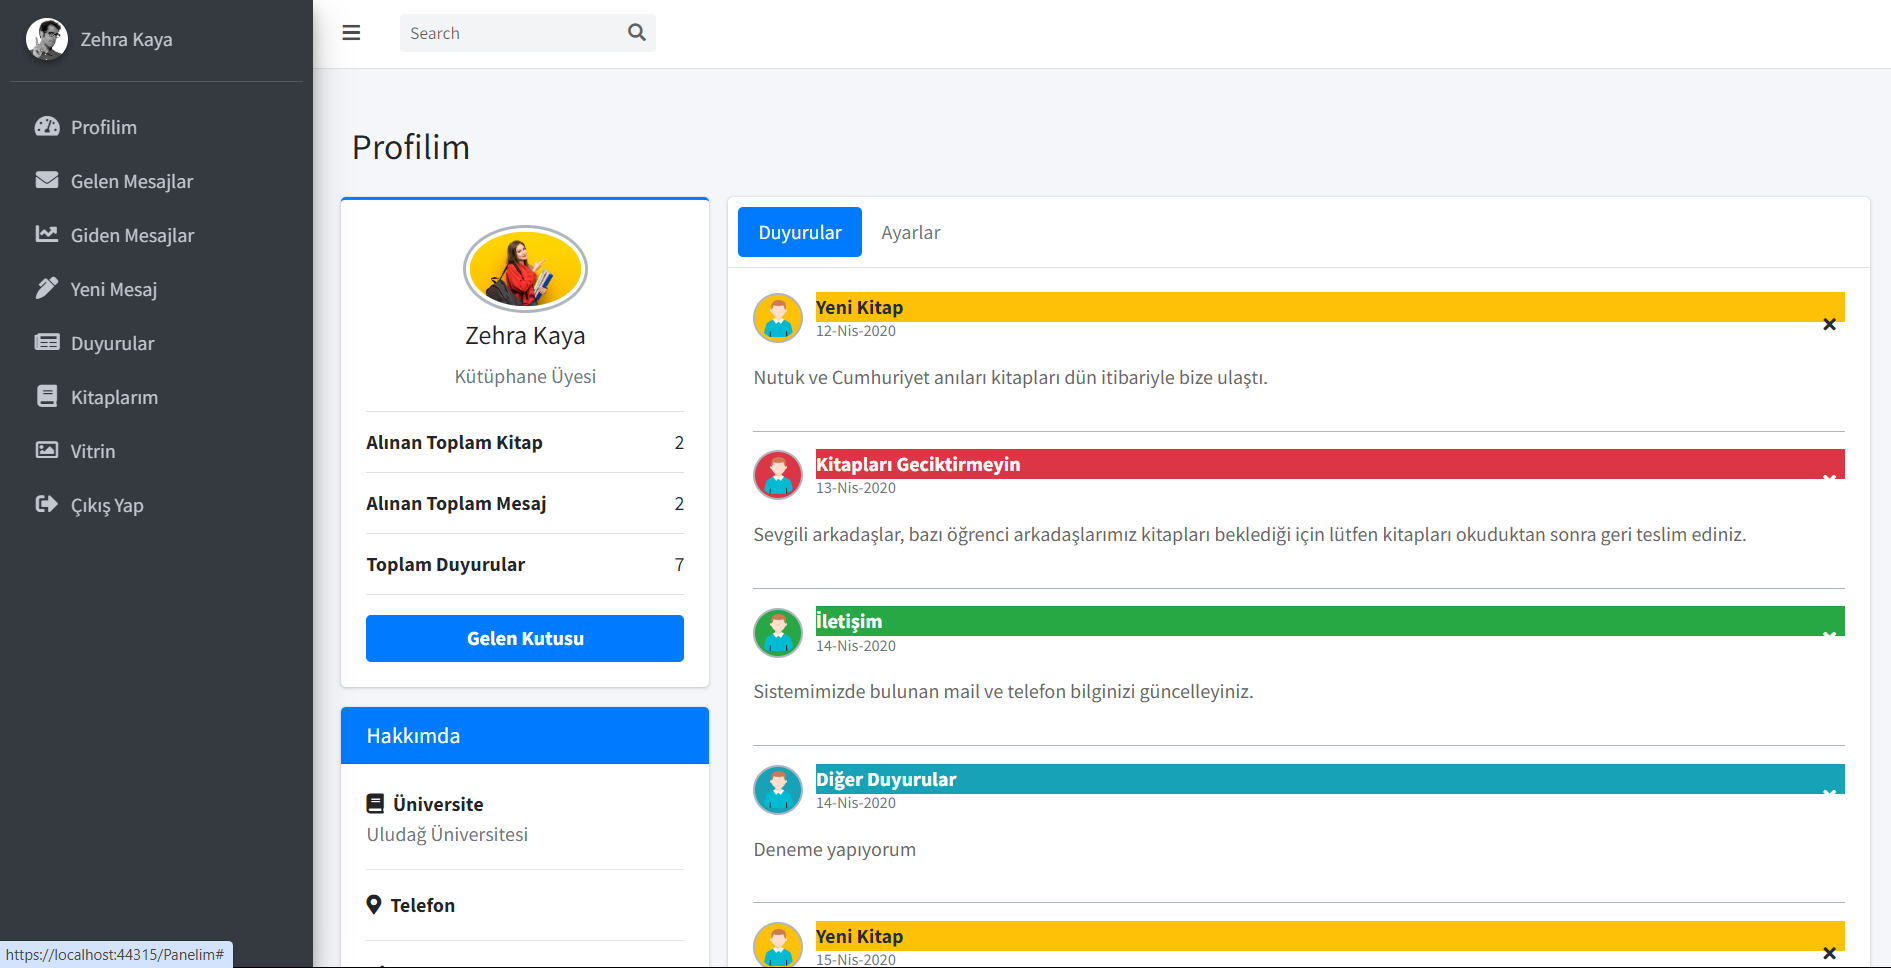 Zehra Kaya
Search
Profilim
Gelen Mesajlar
Giden Mesajlar
Yeni Mesaj
Duyurular
Kitaplarım
Vitrin
Çıkış Yap
Profilim
Zehra Kaya
Kütüphane Üyesi
Alınan Toplam Kitap 2
Alınan Toplam Mesaj 2
Toplam Duyurular 7
Gelen Kutusu
Hakkımda
Üniversite
Uludağ Üniversitesi
Telefon
Duyurular Ayarlar
Yeni Kitap
12-Nis-2020
Nutuk ve Cumhuriyet anıları kitapları dün itibariyle bize ulaştı.
Kitapları Geciktirmeyin
13-Nis-2020
Sevgili arkadaşlar, bazı öğrenci arkadaşlarımız kitapları beklediği için lütfen kitapları okuduktan sonra geri teslim ediniz.
İletişim
14-Nis-2020
Sistemimizde bulunan mail ve telefon bilginizi güncelleyiniz.
Diğer Duyurular
14-Nis-2020
Deneme yapıyorum
Yeni Kitap
15-Nis-2020
https://localhost:44315/Panelim#